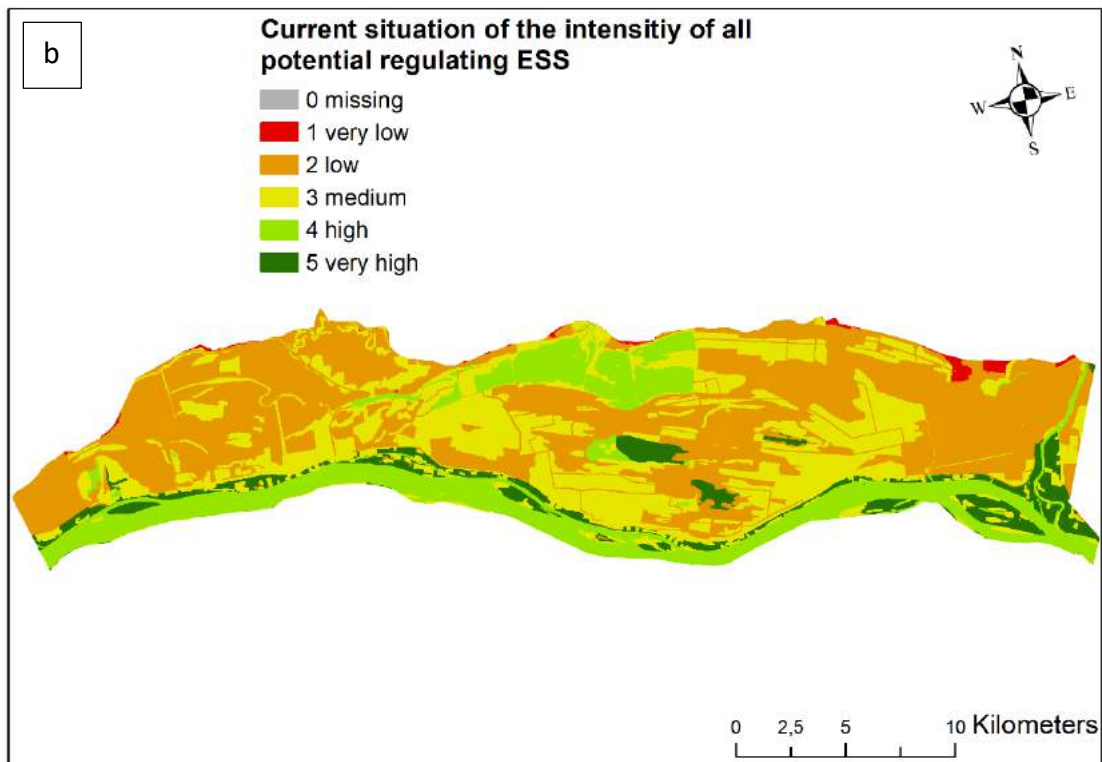 b
Current situation of the intensitiy of all
potential regulating ESS
0 missing
1 very low
2 low
3 medium
4 high
5 very high
N
W E
S
0 2,5 5 10 Kilometers